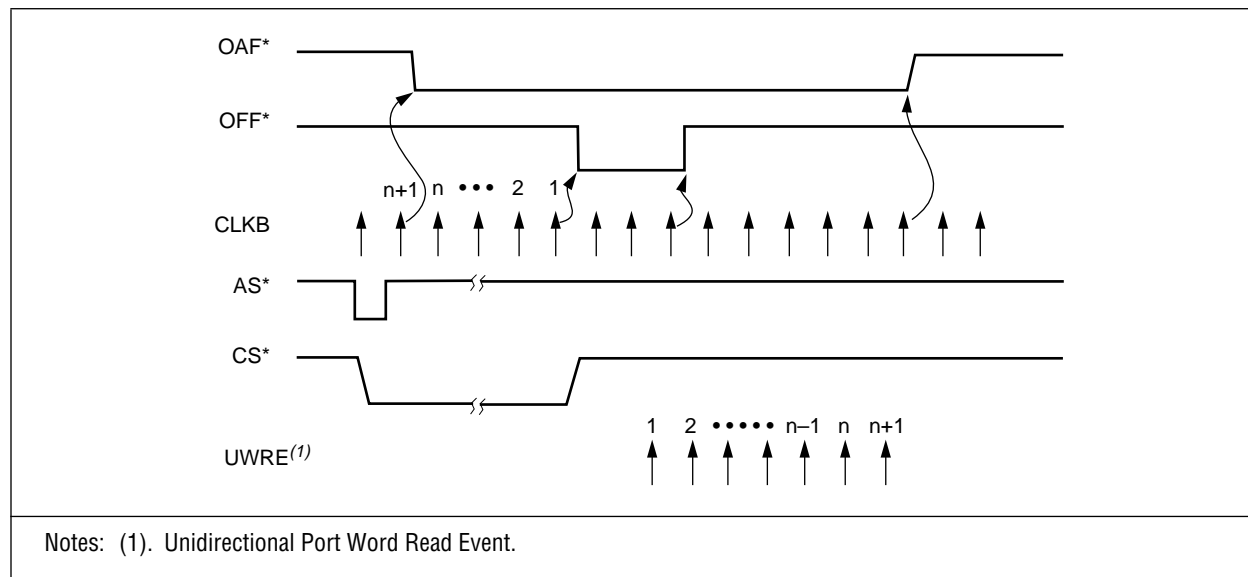 OAF*
OFF*
n+1 n ••• 2 1
CLKB
AS*
CS*
1 2 ••••• n–1 n n+1
UWRE(1)
Notes: (1). Unidirectional Port Word Read Event.